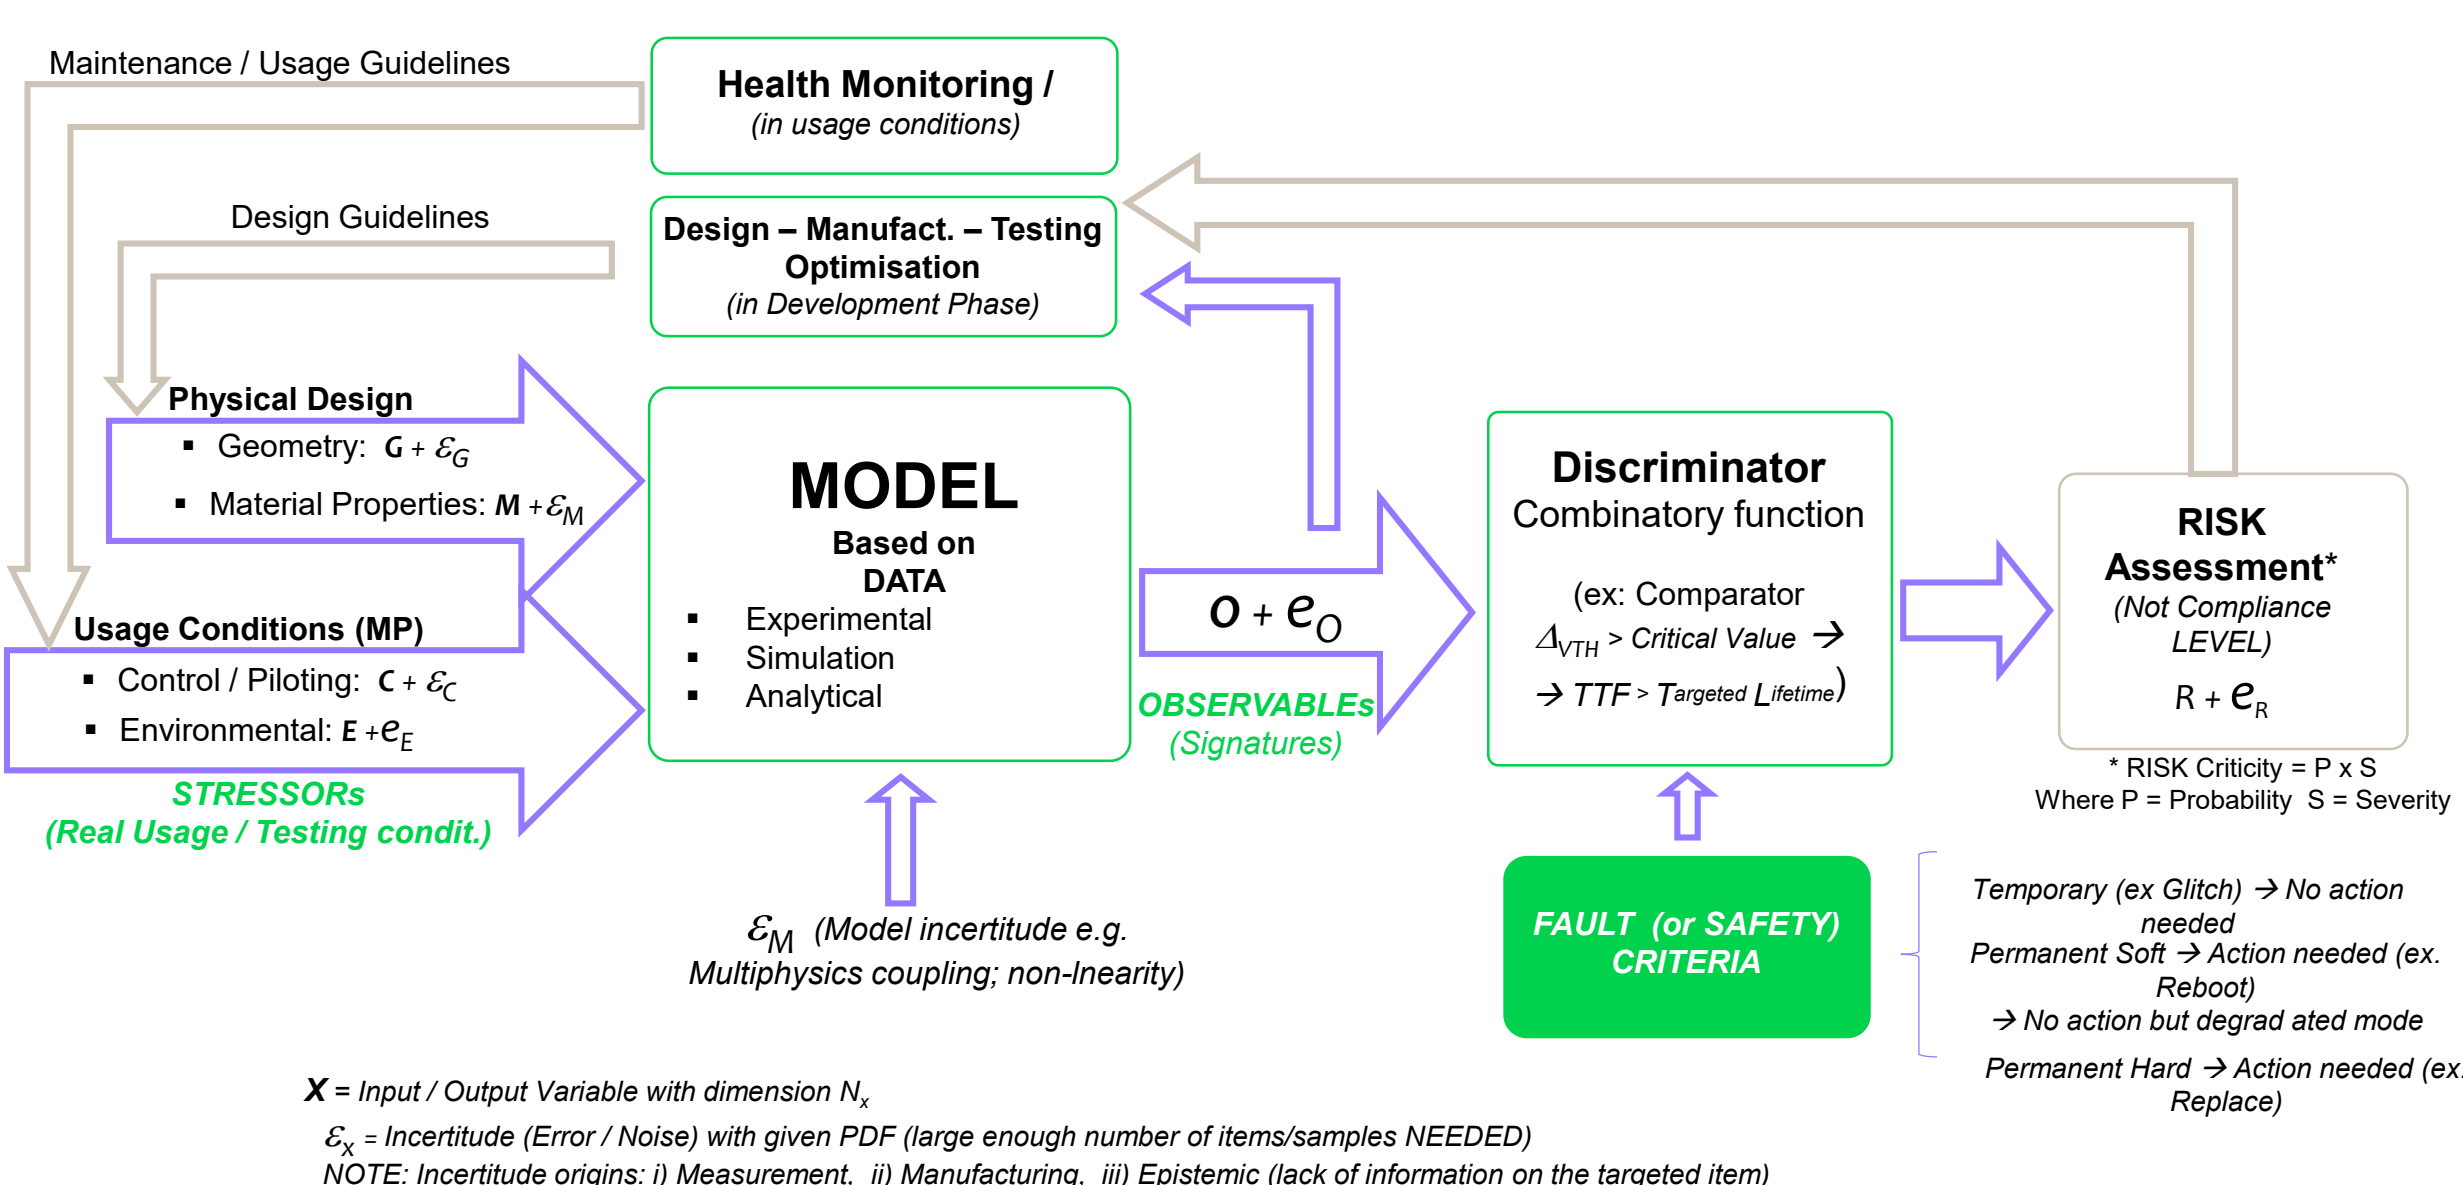 Maintenance / Usage Guidelines
Health Monitoring /
(in usage conditions)
Design Guidelines
Design – Manufact. – Testing
Optimisation
(in Development Phase)
Physical Design
▪ Geometry: G + εG
▪ Material Properties: M + εM
Usage Conditions (MP)
▪ Control / Piloting: C + εC
▪ Environmental: E + eE
STRESSORs
(Real Usage / Testing condit.)
MODEL
Based on
DATA
▪ Experimental
▪ Simulation
▪ Analytical
εM (Model incertitude e.g.
Multiphysics coupling; non-lnearity)
o + eO
OBSERVABLEs
(Signatures)
Discriminator
Combinatory function
(ex: Comparator
ΔVTH > Critical Value →
→ TTF > Targeted Lifetime)
FAULT (or SAFETY)
CRITERIA
RISK
Assessment*
(Not Compliance
LEVEL)
R + eR
* RISK Criticity = P x S
Where P = Probability S = Severity
Temporary (ex Glitch) → No action
needed
Permanent Soft → Action needed (ex.
Reboot)
→ No action but degrad ated mode
Permanent Hard → Action needed (ex.
Replace)
X = Input / Output Variable with dimension Nx
εX = Incertitude (Error / Noise) with given PDF (large enough number of items/samples NEEDED)
NOTE: Incertitude origins: i) Measurement, ii) Manufacturing, iii) Epistemic (lack of information on the targeted item)